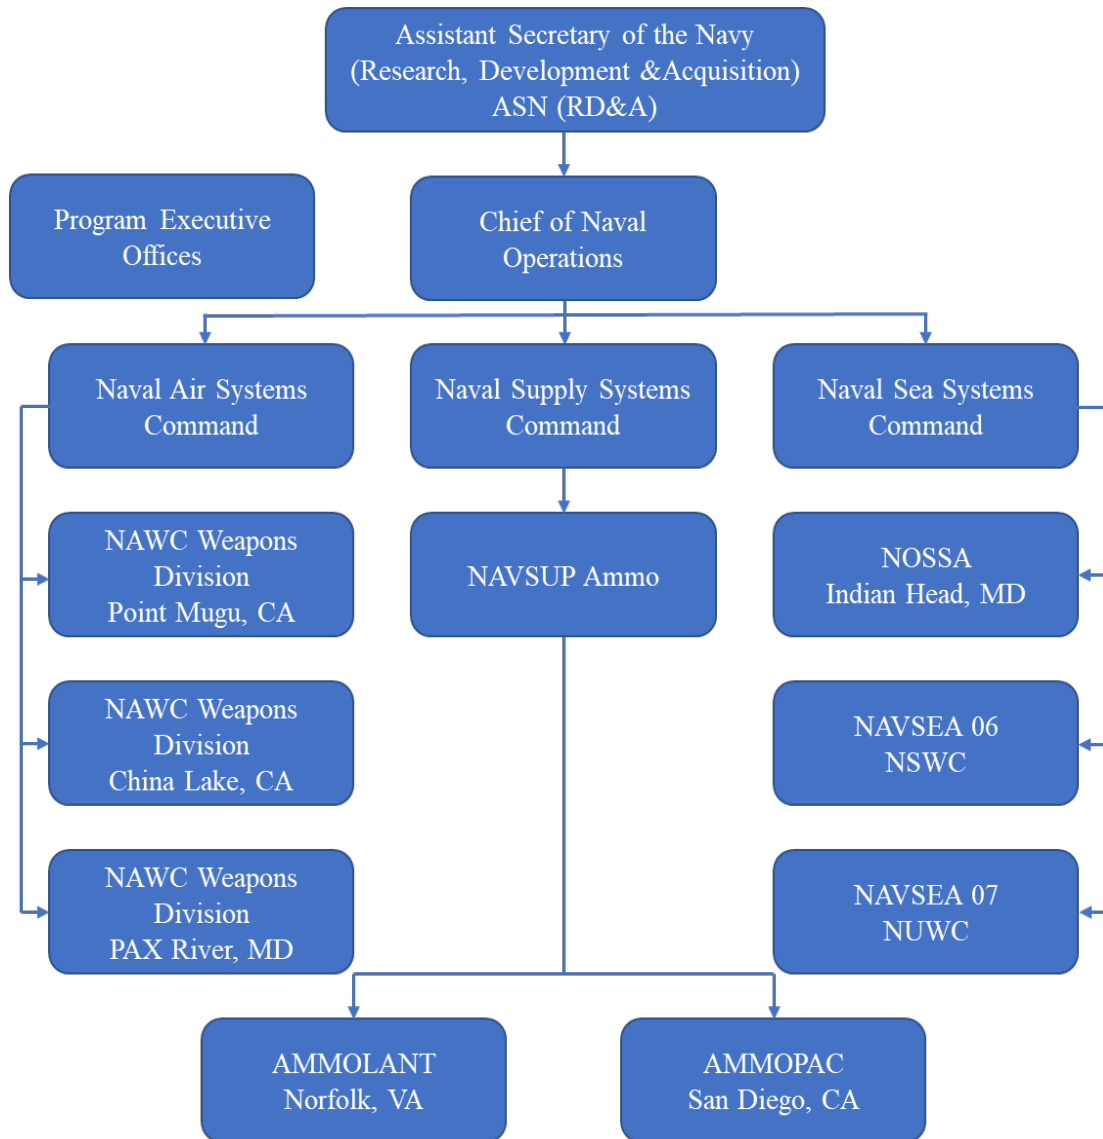 Assistant Secretary of the Navy
(Research, Development &Acquisition)
ASN (RD&A)
Program Executive
Offices
Chief of Naval
Operations
Naval Air Systems
Command
Naval Supply Systems
Command
Naval Sea Systems
Command
NAWC Weapons
Division
Point Mugu, CA
NAVSUP Ammo
NOSSA
Indian Head, MD
NAWC Weapons
Division
China Lake, CA
NAVSEA 06
NSWC
NAWC Weapons
Division
PAX River, MD
NAVSEA 07
NUWC
AMMOLANT
Norfolk, VA
AMMOPAC
San Diego, CA